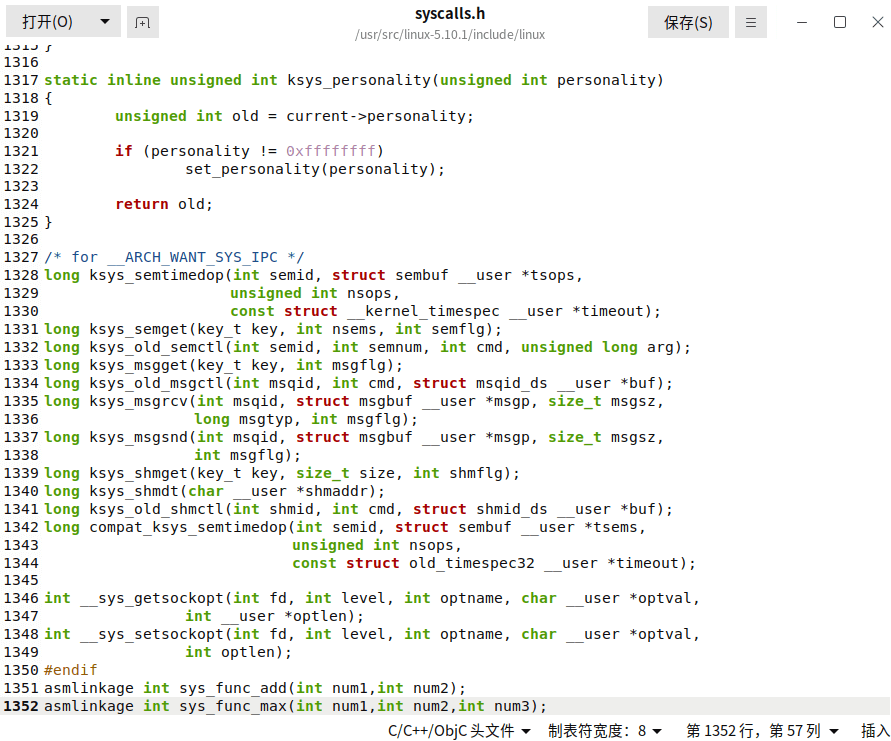 打开(O)
syscalls.h
/usr/src/linux-5.10.1/include/linux
保存(S)
1315 }
1316
1317 static inline unsigned int ksys_personality(unsigned int personality)
1318 {
1319         unsigned int old = current->personality;
1320
1321         if (personality != 0xffffffff)
1322                 set_personality(personality);
1323
1324         return old;
1325 }
1326
1327 /* for __ARCH_WANT_SYS_IPC */
1328 long ksys_semtimedop(int semid, struct sembuf __user *tsops,
1329                      unsigned int nsops,
1330                      const struct __kernel_timespec __user *timeout);
1331 long ksys_semget(key_t key, int nsems, int semflg);
1332 long ksys_old_semctl(int semid, int semnum, int cmd, unsigned long arg);
1333 long ksys_msgget(key_t key, int msgflg);
1334 long ksys_old_msgctl(int msqid, int cmd, struct msqid_ds __user *buf);
1335 long ksys_msgrcv(int msqid, struct msgbuf __user *msgp, size_t msgsz,
1336                  long msgtyp, int msgflg);
1337 long ksys_msgsnd(int msqid, struct msgbuf __user *msgp, size_t msgsz,
1338                  int msgflg);
1339 long ksys_shmget(key_t key, size_t size, int shmflg);
1340 long ksys_shmdt(char __user *shmaddr);
1341 long ksys_old_shmctl(int shmid, int cmd, struct shmid_ds __user *buf);
1342 long compat_ksys_semtimedop(int semid, struct sembuf __user *tsems,
1343                             unsigned int nsops,
1344                             const struct old_timespec32 __user *timeout);
1345
1346 int __sys_getsockopt(int fd, int level, int optname, char __user *optval,
1347                 int __user *optlen);
1348 int __sys_setsockopt(int fd, int level, int optname, char __user *optval,
1349                 int optlen);
1350 #endif
1351 asmlinkage int sys_func_add(int num1,int num2);
1352 asmlinkage int sys_func_max(int num1,int num2,int num3);
C/C++/ObjC 头文件 制表符宽度：8 第 1352 行，第 57 列 插入